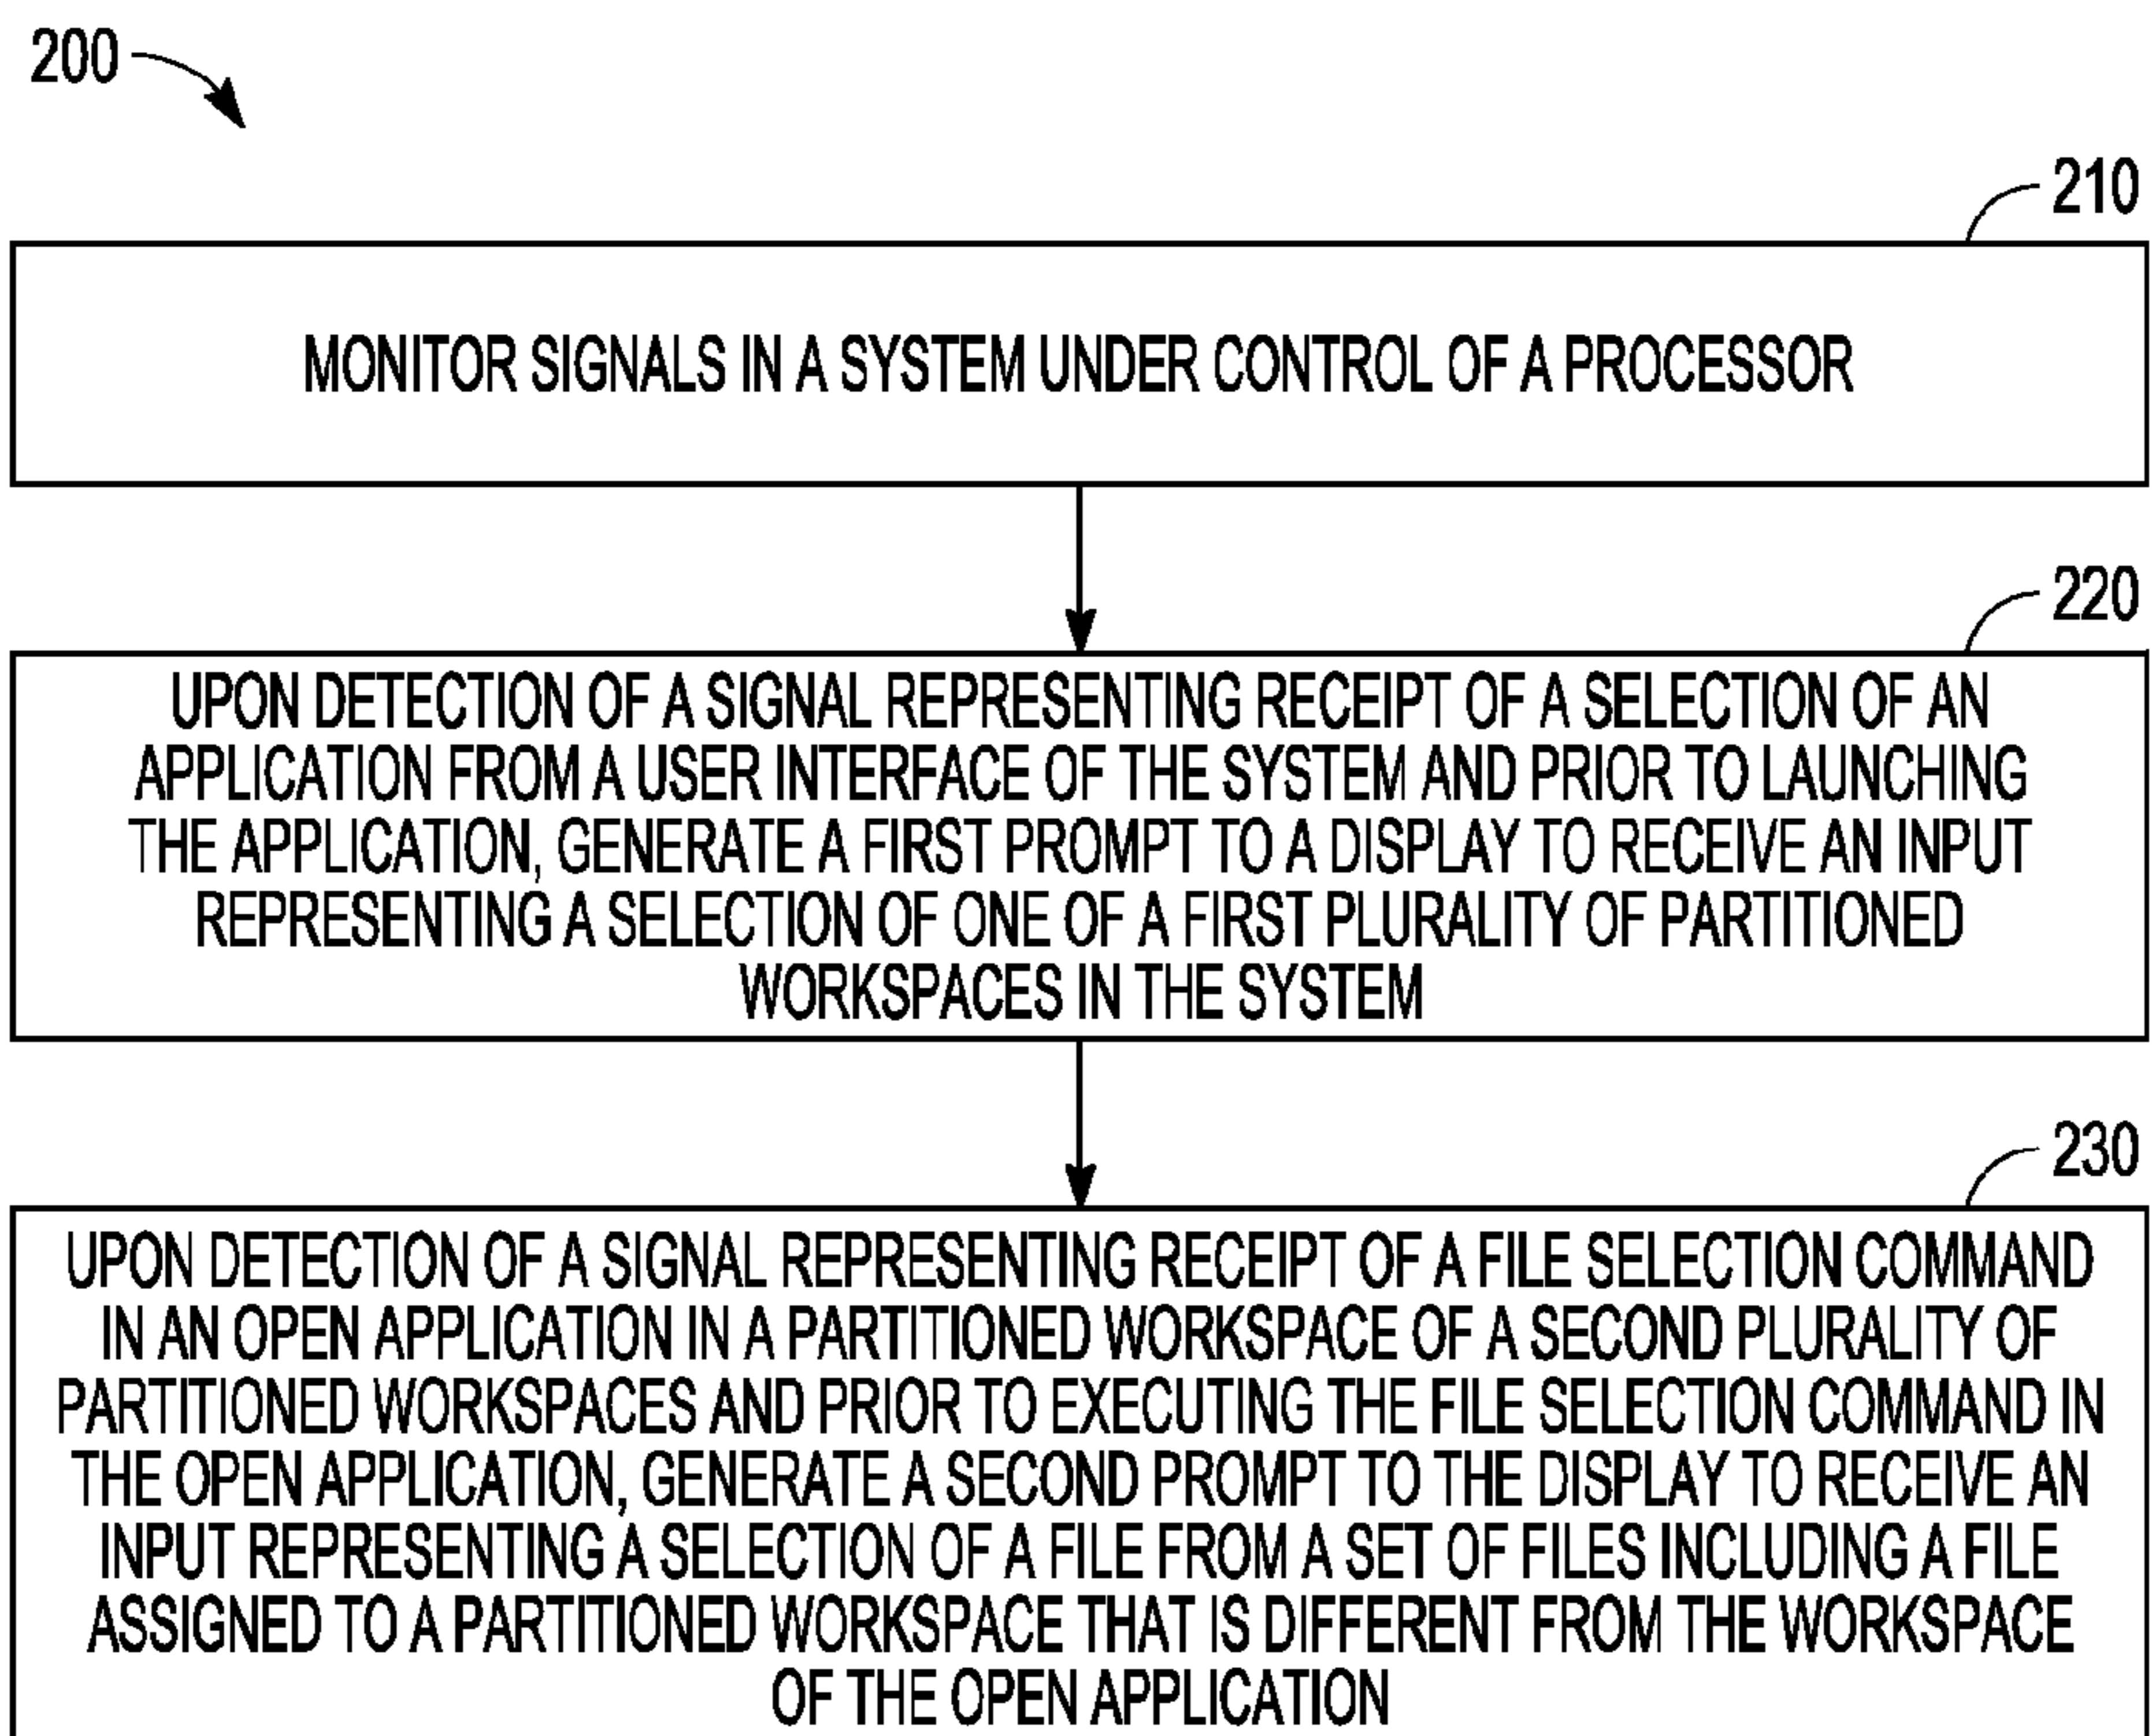 200
210
MONITOR SIGNALS IN A SYSTEM UNDER CONTROL OF A PROCESSOR
220
UPON DETECTION OF A SIGNAL REPRESENTING RECEIPT OF A SELECTION OF AN
APPLICATION FROM A USER INTERFACE OF THE SYSTEM AND PRIOR TO LAUNCHING
THE APPLICATION, GENERATE A FIRST PROMPT TO A DISPLAY TO RECEIVE AN INPUT
REPRESENTING A SELECTION OF ONE OF A FIRST PLURALITY OF PARTITIONED
WORKSPACES IN THE SYSTEM
230
UPON DETECTION OF A SIGNAL REPRESENTING RECEIPT OF A FILE SELECTION COMMAND
IN AN OPEN APPLICATION IN A PARTITIONED WORKSPACE OF A SECOND PLURALITY OF
PARTITIONED WORKSPACES AND PRIOR TO EXECUTING THE FILE SELECTION COMMAND IN
THE OPEN APPLICATION, GENERATE A SECOND PROMPT TO THE DISPLAY TO RECEIVE AN
INPUT REPRESENTING A SELECTION OF A FILE FROM A SET OF FILES INCLUDING A FILE
ASSIGNED TO A PARTITIONED WORKSPACE THAT IS DIFFERENT FROM THE WORKSPACE
OF THE OPEN APPLICATION